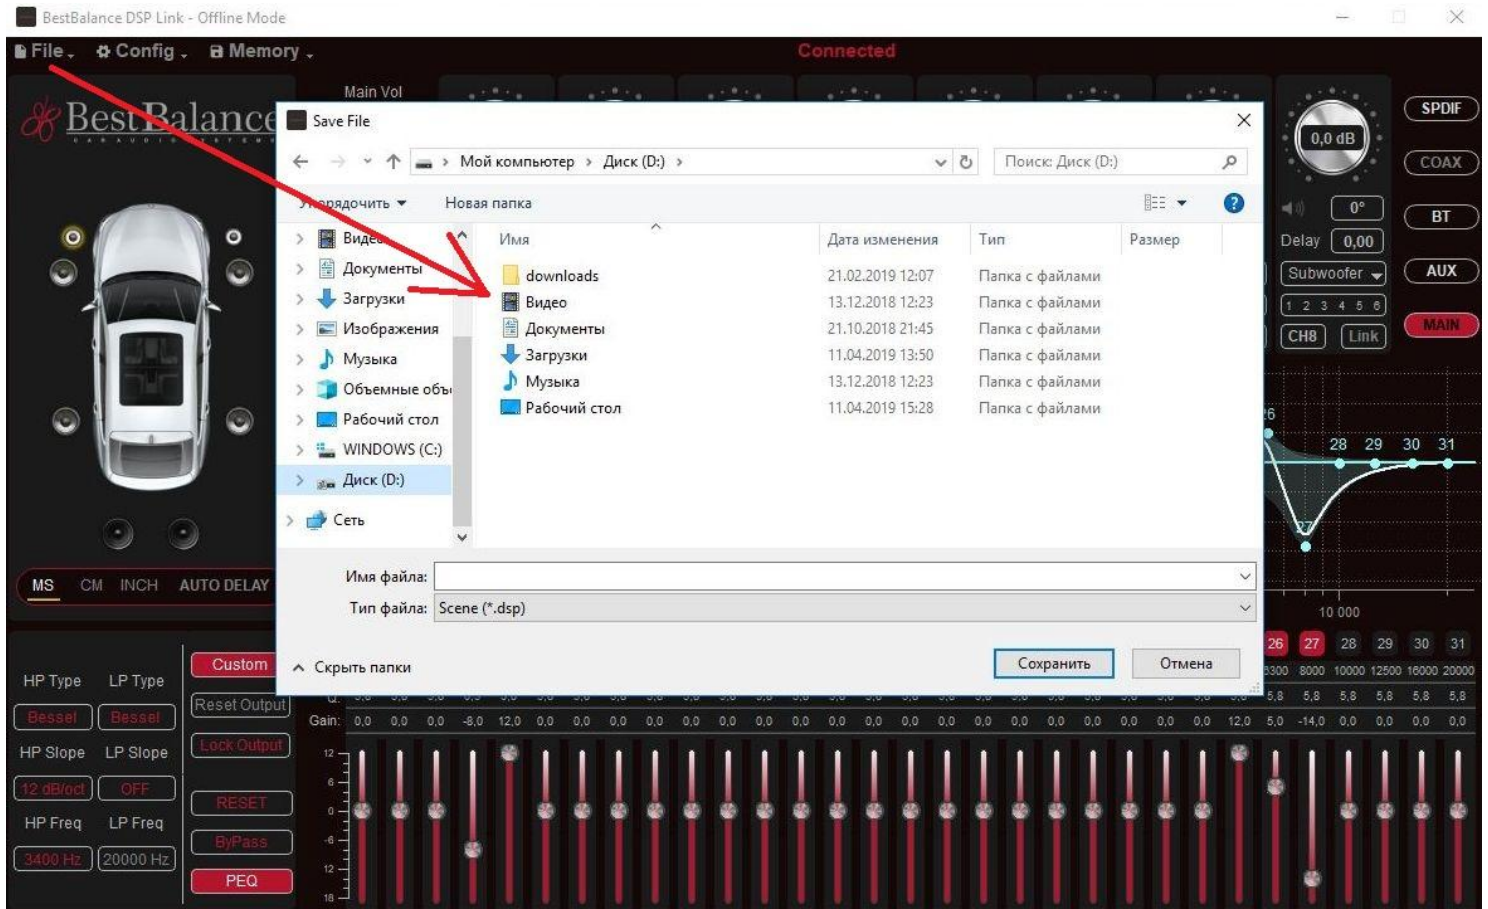 BestBalance DSP Link - Offline Mode
File Config Memory Connected
Main Vol
BestBalance
CAR AUDIO SYSTEMS
Save File
Мой компьютер › Диск (D:) ›
Поиск: Диск (D:)
Упорядочить Новая папка
Имя Дата изменения Тип Размер
Видео
Документы
Загрузки
Изображения
Музыка
Объемные объ
Рабочий стол
WINDOWS (C:)
Диск (D:)
Сеть
downloads 21.02.2019 12:07 Папка с файлами
Видео 13.12.2018 12:23 Папка с файлами
Документы 21.10.2018 21:45 Папка с файлами
Загрузки 11.04.2019 13:50 Папка с файлами
Музыка 13.12.2018 12:23 Папка с файлами
Рабочий стол 11.04.2019 15:28 Папка с файлами
Имя файла:
Тип файла: Scene (*.dsp)
Скрыть папки
Сохранить Отмена
0,0 dB
0°
Delay 0,00
Subwoofer
1 2 3 4 5 6
CH8 Link
SPDIF
COAX
BT
AUX
MAIN
MS CM INCH AUTO DELAY
26 27 28 29 30 31
10 000
26 27 28 29 30 31
6300 8000 10000 12500 16000 20000
5,8 5,8 5,8 5,8 5,8 5,8
Gain: 0,0 0,0 0,0 -8,0 12,0 0,0 0,0 0,0 0,0 0,0 0,0 0,0 0,0 0,0 0,0 0,0 0,0 0,0 0,0 0,0 0,0 0,0 0,0 0,0 12,0 5,0 -14,0 0,0 0,0 0,0 0,0
HP Type LP Type
Bessel Bessel
HP Slope LP Slope
12 dB/oct OFF
HP Freq LP Freq
3400 Hz 20000 Hz
Custom
Reset Output
Lock Output
RESET
ByPass
PEQ
12
6
0
-6
12
18